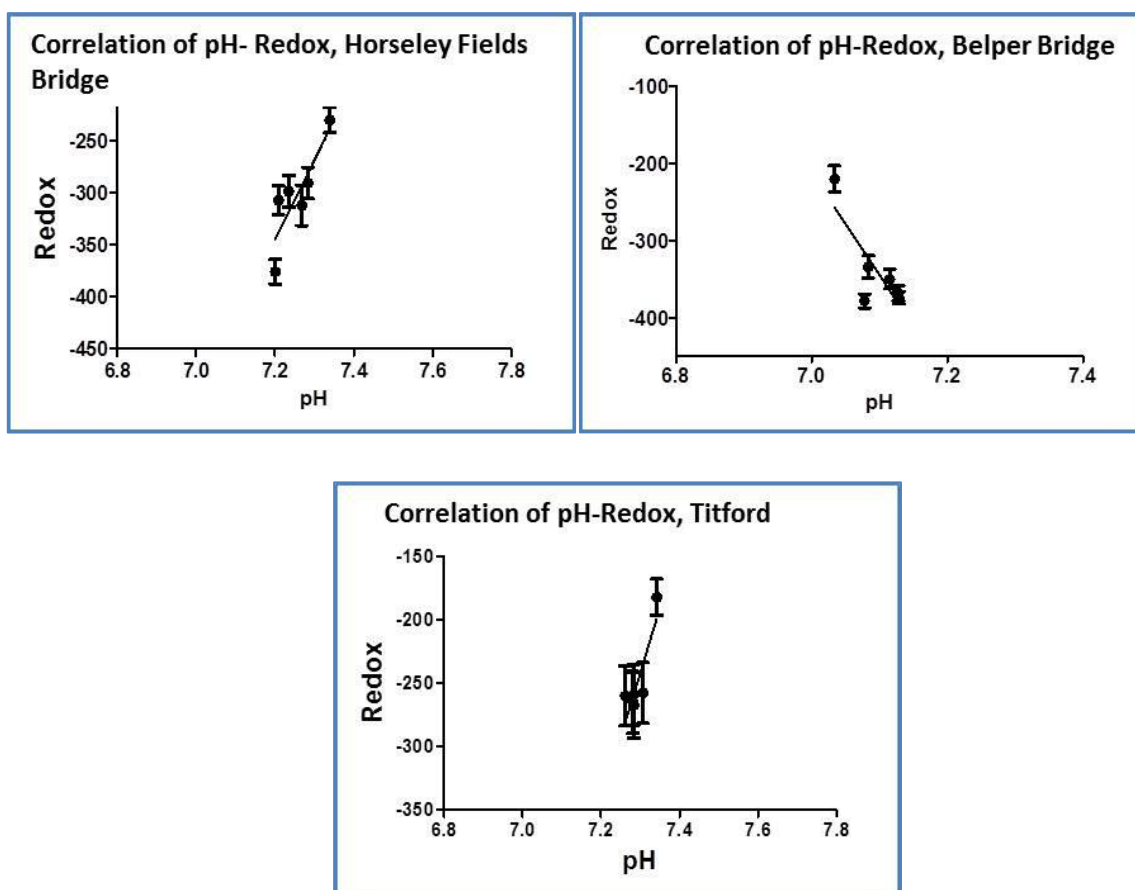 Correlation of pH- Redox, Horseley Fields
Bridge
Redox
-250
-300
-350
-400
-450
6.8 7.0 7.2 7.4 7.6 7.8
pH
Correlation of pH-Redox, Belper Bridge
Redox
-100
-200
-300
-400
6.8 7.0 7.2 7.4
pH
Correlation of pH-Redox, Titford
Redox
-150
-200
-250
-300
-350
6.8 7.0 7.2 7.4 7.6 7.8
pH